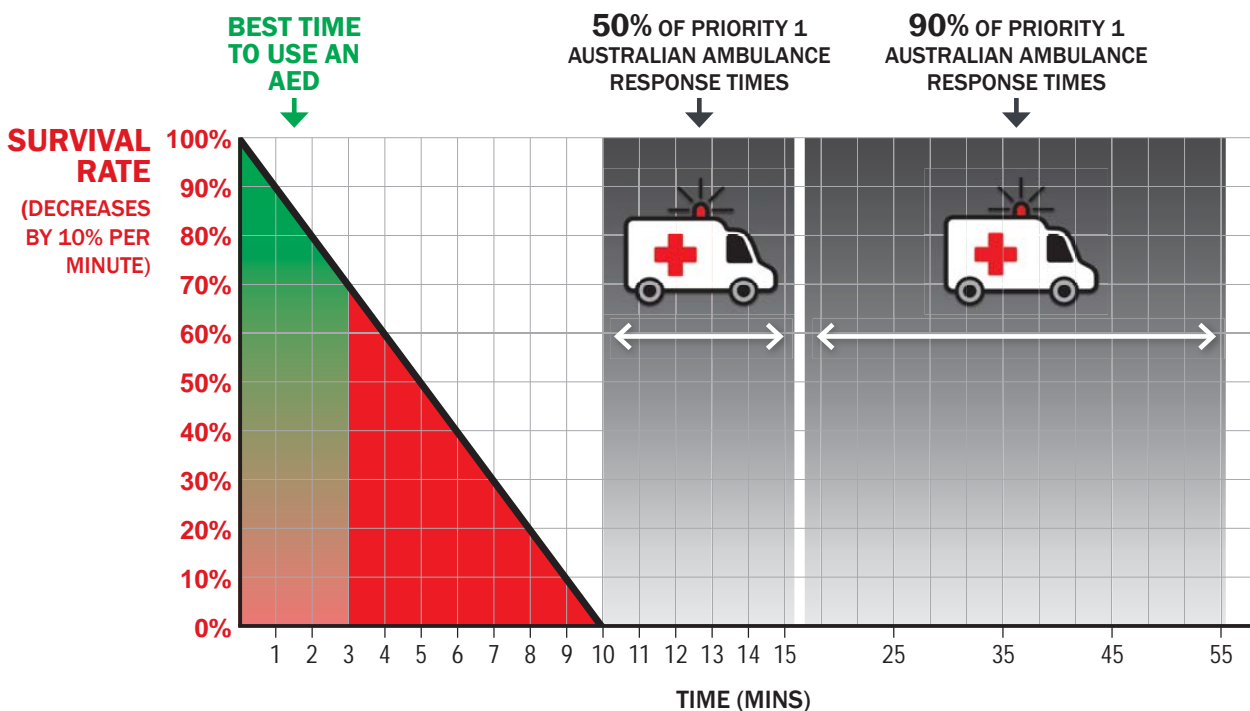 BEST TIME
TO USE AN
AED
50% OF PRIORITY 1
AUSTRALIAN AMBULANCE
RESPONSE TIMES
90% OF PRIORITY 1
AUSTRALIAN AMBULANCE
RESPONSE TIMES
SURVIVAL
RATE
(DECREASES
BY 10% PER
MINUTE)
100%
90%
80%
70%
60%
50%
40%
30%
20%
10%
0%
1 2 3 4 5 6 7 8 9 10 11 12 13 14 15 25 35 45 55
TIME (MINS)